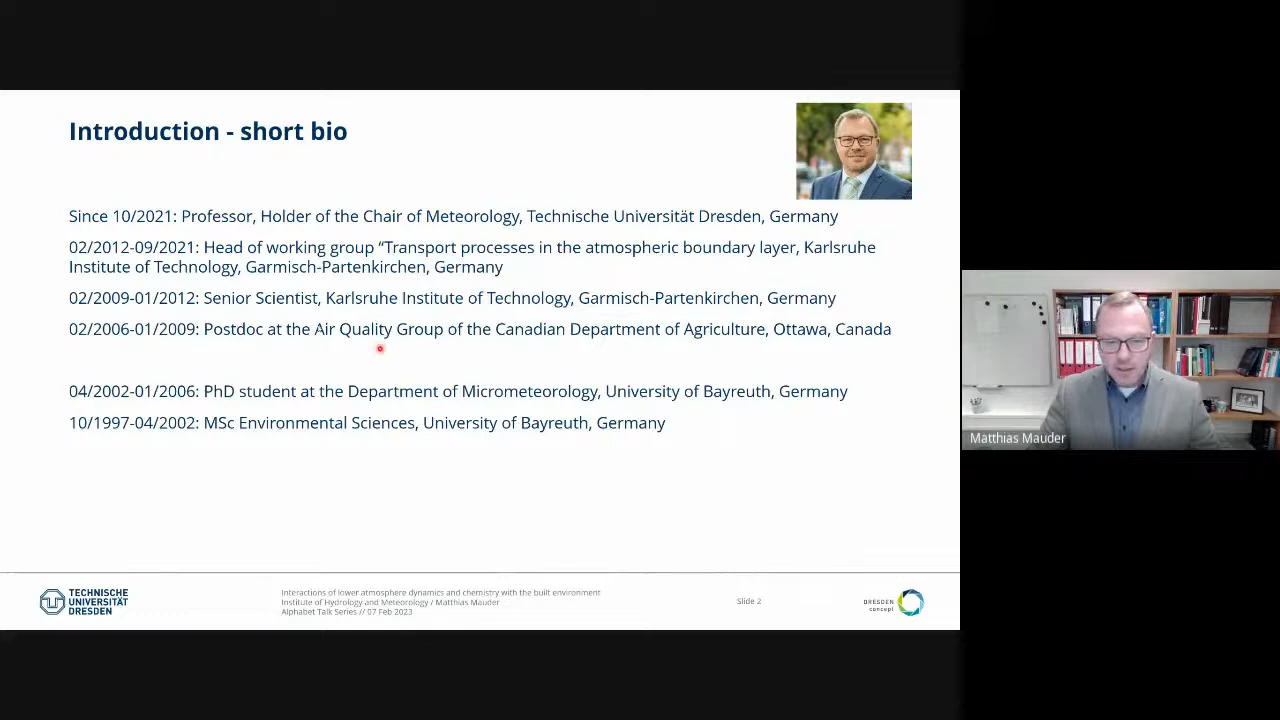 Introduction - short bio
Since 10/2021: Professor, Holder of the Chair of Meteorology, Technische Universität Dresden, Germany
02/2012-09/2021: Head of working group “Transport processes in the atmospheric boundary layer, Karlsruhe
Institute of Technology, Garmisch-Partenkirchen, Germany
02/2009-01/2012: Senior Scientist, Karlsruhe Institute of Technology, Garmisch-Partenkirchen, Germany
02/2006-01/2009: Postdoc at the Air Quality Group of the Canadian Department of Agriculture, Ottawa, Canada
04/2002-01/2006: PhD student at the Department of Micrometeorology, University of Bayreuth, Germany
10/1997-04/2002: MSc Environmental Sciences, University of Bayreuth, Germany
Matthias Mauder
TECHNISCHE
UNIVERSITÄT
DRESDEN
Interactions of lower atmosphere dynamics and chemistry with the built environment
Institute of Hydrology and Meteorology / Matthias Mauder
Alphabet Talk Series // 07 Feb 2023
Slide 2
DRESDEN
concept